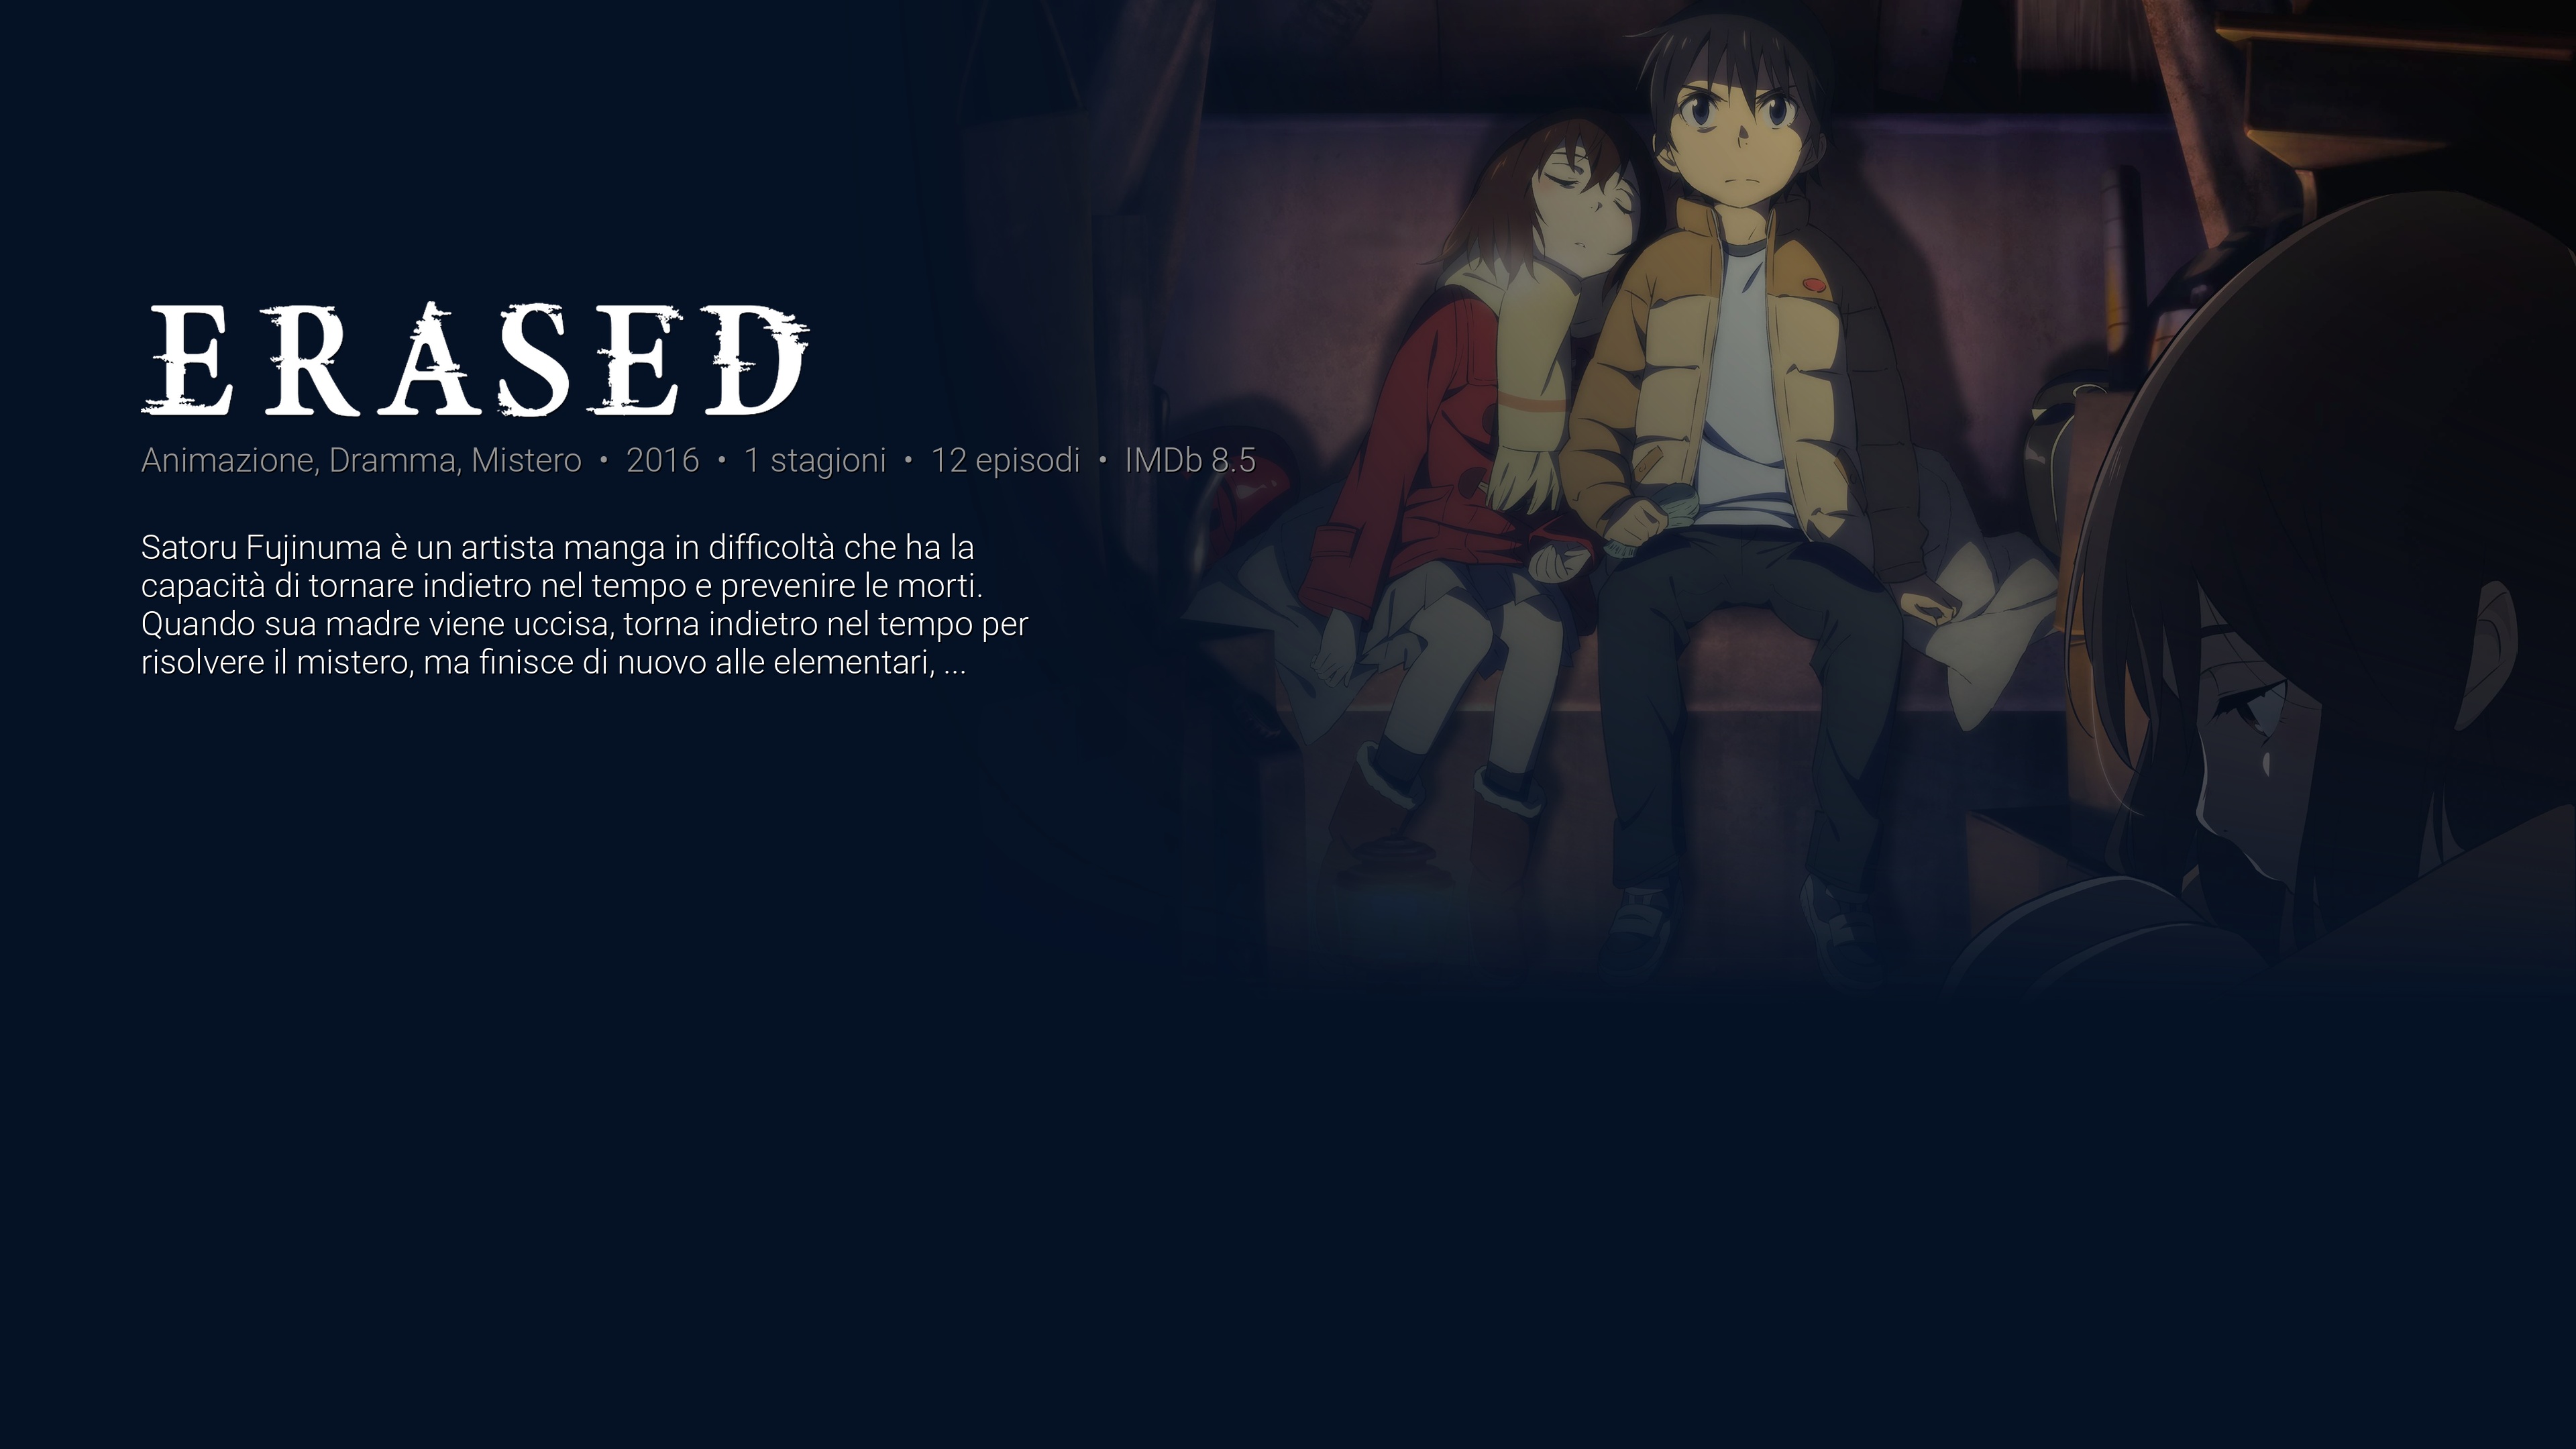 ERASED
Animazione, Dramma, Mistero • 2016 • 1 stagioni • 12 episodi • IMDb 8.5
Satoru Fujinuma è un artista manga in difficoltà che ha la
capacità di tornare indietro nel tempo e prevenire le morti.
Quando sua madre viene uccisa, torna indietro nel tempo per
risolvere il mistero, ma finisce di nuovo alle elementari, ...